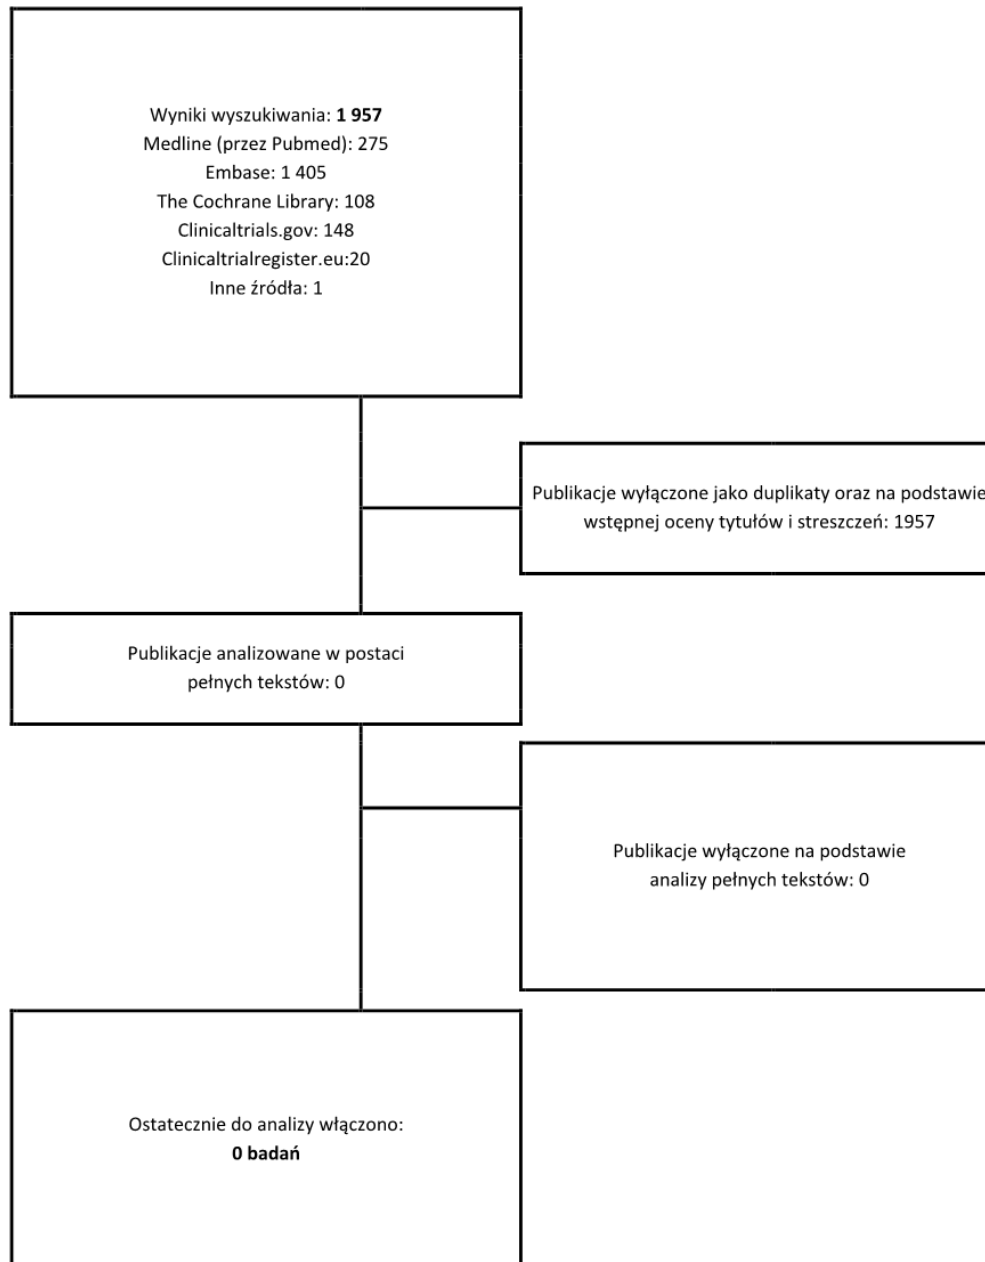 Wyniki wyszukiwania: 1 957
Medline (przez Pubmed): 275
Embase: 1 405
The Cochrane Library: 108
Clinicaltrials.gov: 148
Clinicaltrialregister.eu:20
Inne źródła: 1
Publikacje wyłączone jako duplikaty oraz na podstawie
wstępnej oceny tytułów i streszczeń: 1957
Publikacje analizowane w postaci
pełnych tekstów: 0
Publikacje wyłączone na podstawie
analizy pełnych tekstów: 0
Ostatecznie do analizy włączono:
0 badań